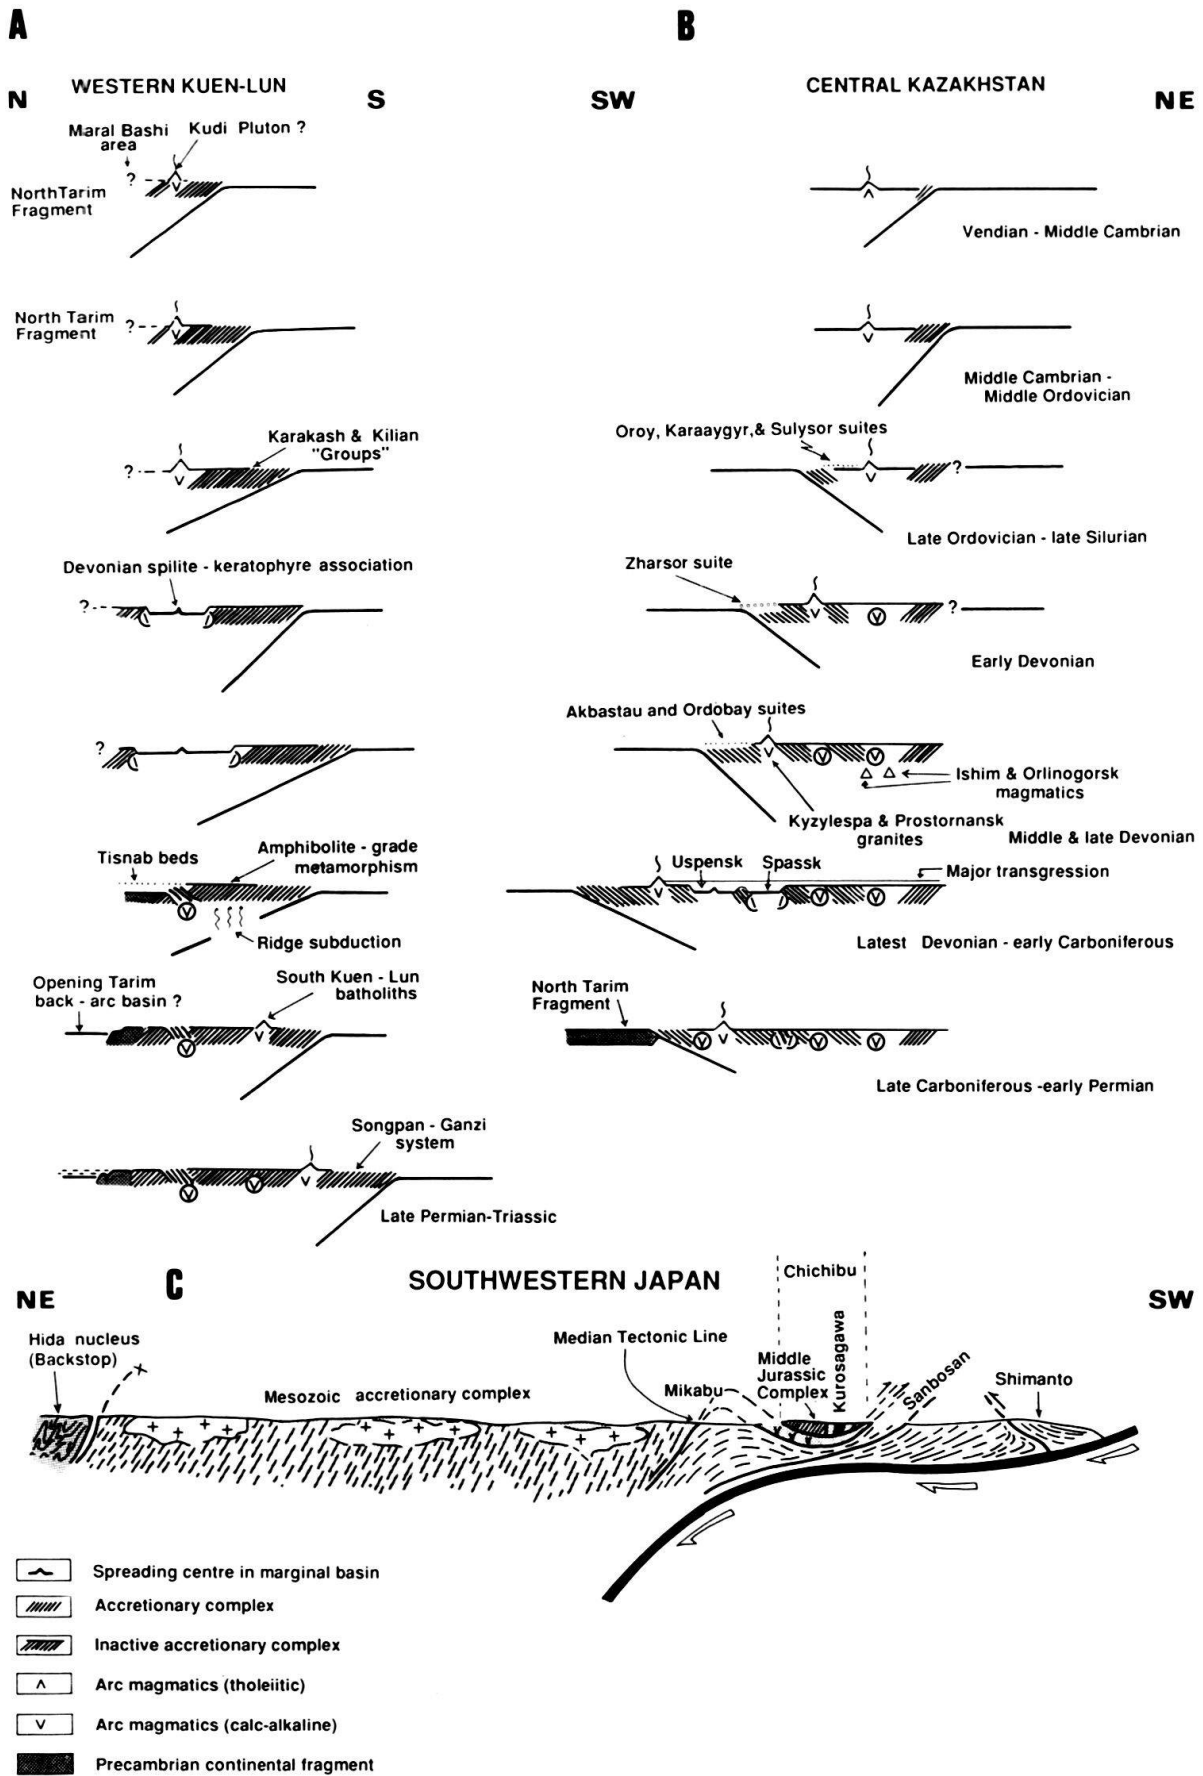 A
B
WESTERN KUEN-LUN
CENTRAL KAZAKHSTAN
N
S
SW
NE
Maral Bashi
area
Kudi Pluton ?
?
North Tarim
Fragment
Vendian - Middle Cambrian
North Tarim
Fragment
?
Middle Cambrian -
Middle Ordovician
Karakash & Kilian
"Groups"
?
Oroy, Karaaygyr,& Sulysor suites
?
Late Ordovician - late Silurian
Devonian spilite - keratophyre association
?
Zharsor suite
?
Early Devonian
?
Akbastau and Ordobay suites
Ishim & Orlinogorsk
magmatics
Kyzylespa & Prostornansk
granites
Middle & late Devonian
Tisnab beds
Amphibolite - grade
metamorphism
Ridge subduction
Uspensk
Spassk
Major transgression
Latest Devonian - early Carboniferous
Opening Tarim
back - arc basin ?
South Kuen - Lun
batholiths
North Tarim
Fragment
Late Carboniferous -early Permian
Songpan - Ganzi
system
Late Permian-Triassic
C
SOUTHWESTERN JAPAN
NE
SW
Hida nucleus
(Backstop)
Mesozoic accretionary complex
Median Tectonic Line
Mikabu
Chichibu
Middle
Jurassic
Complex
Kurosagawa
Sanbosan
Shimanto
Spreading centre in marginal basin
Accretionary complex
Inactive accretionary complex
Arc magmatics (tholeiitic)
Arc magmatics (calc-alkaline)
Precambrian continental fragment